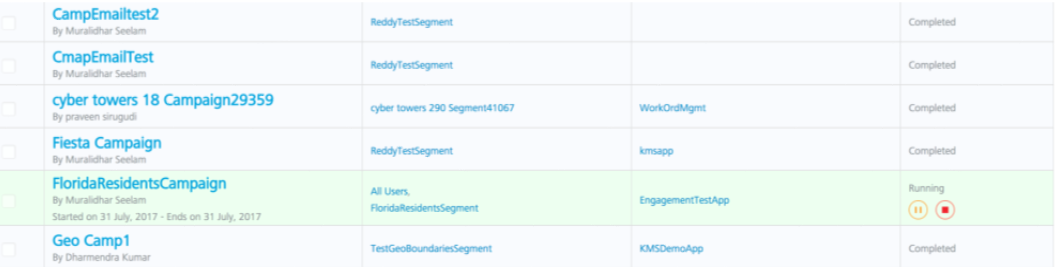 CampEmailtest2
By Muralidhar Seelam
ReddyTestSegment
Completed
CmapEmailTest
By Muralidhar Seelam
ReddyTestSegment
Completed
cyber towers 18 Campaign29359
By praveen sirugudi
cyber towers 290 Segment41067
WorkOrdMgmt
Completed
Fiesta Campaign
By Muralidhar Seelam
ReddyTestSegment
kmsapp
Completed
FloridaResidentsCampaign
By Muralidhar Seelam
Started on 31 July, 2017 - Ends on 31 July, 2017
All Users,
FloridaResidentsSegment
EngagementTestApp
Running
Geo Camp1
By Dharmendra Kumar
TestGeoBoundariesSegment
KMSDemoApp
Completed